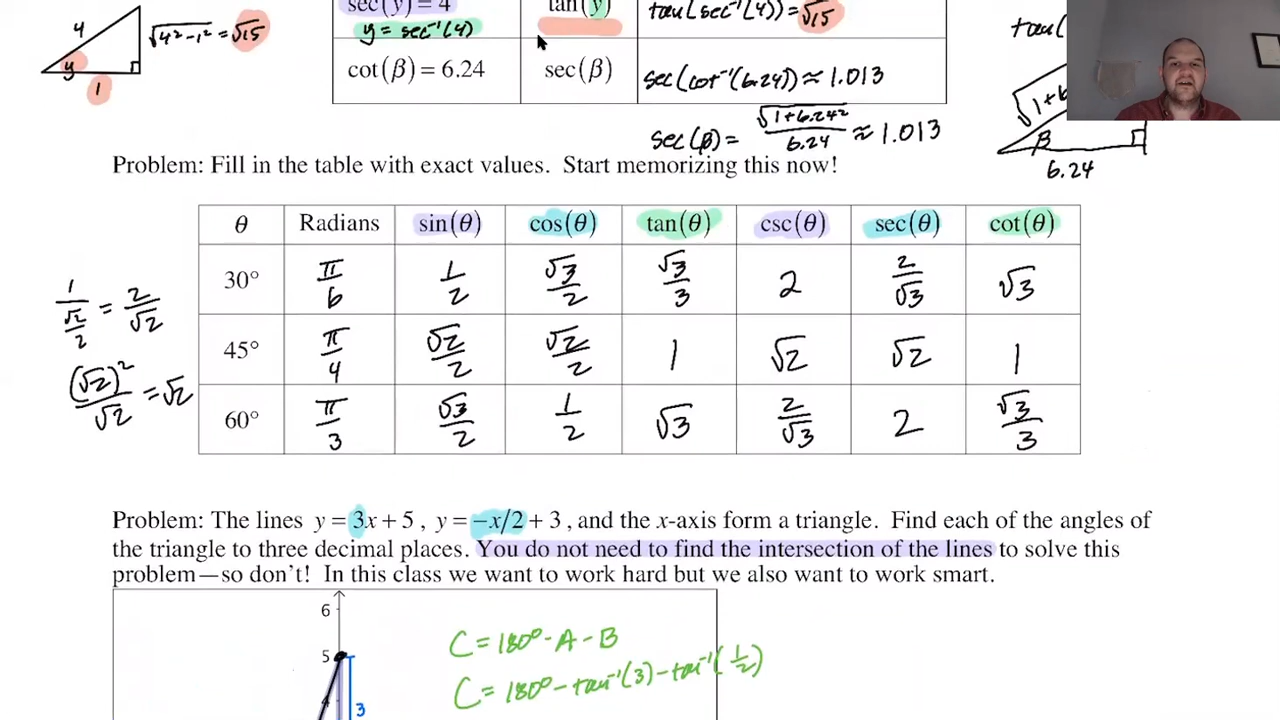 sec(y) = 4 tan(y) tan(sec⁻¹(4)) = √15
4 √4²-1² = √15 y = sec⁻¹(4) tan(
y
1
cot(β) = 6.24 sec(β) sec(cot⁻¹(6.24)) ≈ 1.013
sec(β) = √1+6.24² / 6.24 ≈ 1.013
β
6.24
Problem: Fill in the table with exact values. Start memorizing this now!
θ Radians sin(θ) cos(θ) tan(θ) csc(θ) sec(θ) cot(θ)
30° π/6 1/2 √3/2 √3/3 2 2/√3 √3
1/(√2/2) = 2/√2
45° π/4 √2/2 √2/2 1 √2 √2 1
(√2)²/√2 = √2
60° π/3 √3/2 1/2 √3 2/√3 2 √3/3
Problem: The lines y = 3x + 5 , y = −x/2 + 3 , and the x-axis form a triangle. Find each of the angles of
the triangle to three decimal places. You do not need to find the intersection of the lines to solve this
problem—so don't! In this class we want to work hard but we also want to work smart.
6
C = 180° - A - B
5
C = 180° - tan⁻¹(3) - tan⁻¹(1/2)
3